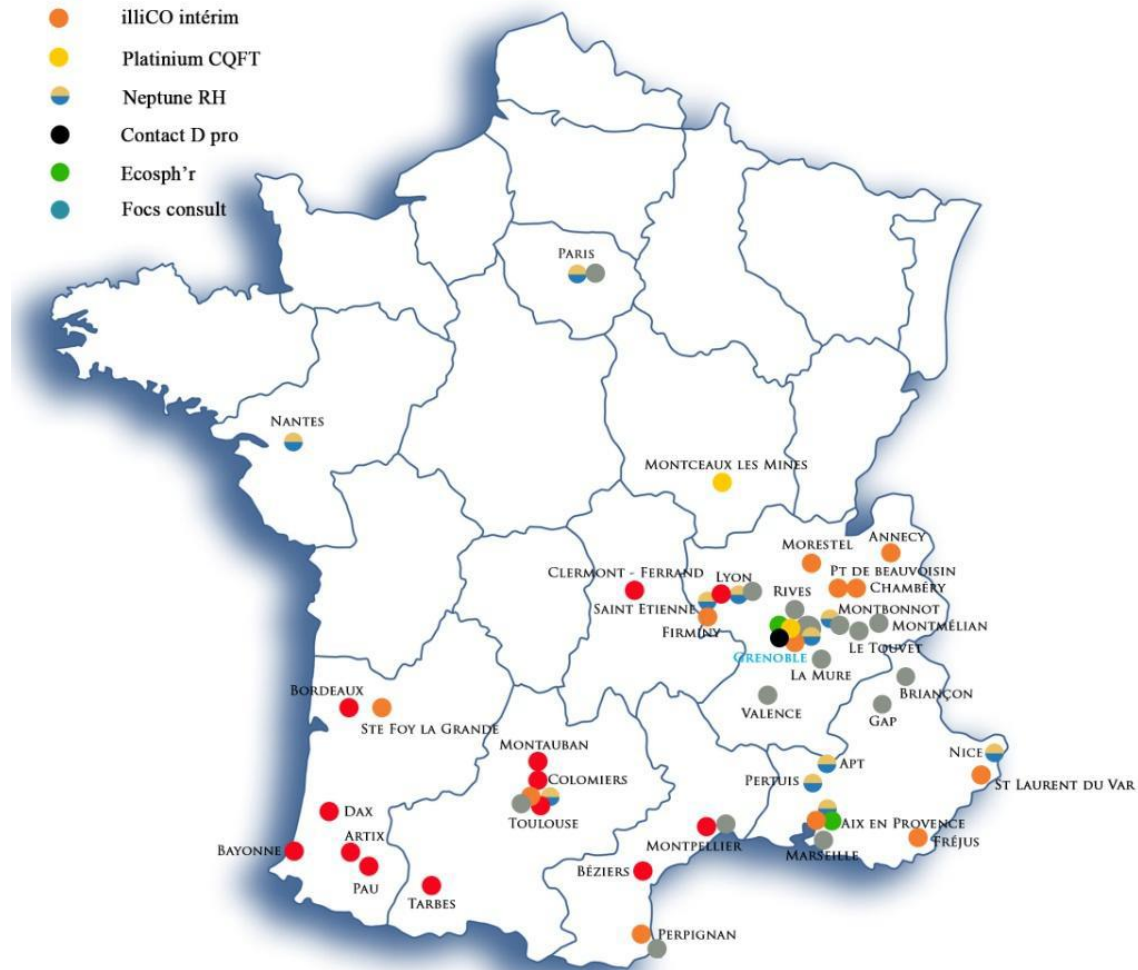 illiCO intérim
Platinium CQFT
Neptune RH
Contact D pro
Ecosph'r
Focs consult
PARIS
NANTES
MONTCEAUX LES MINES
MORESTEL
ANNECY
CLERMONT - FERRAND
LYON
RIVES
PT DE BEAUVOISIN
CHAMBÉRY
SAINT ETIENNE
MONTBONNOT
FIRMINY
MONTMÉLIAN
LE TOUVET
GRENOBLE
LA MURE
BRIANÇON
VALENCE
GAP
BORDEAUX
STE FOY LA GRANDE
MONTAUBAN
COLOMIERS
TOULOUSE
NICE
APT
PERTUIS
ST LAURENT DU VAR
DAX
ARTIX
BAYONNE
PAU
TARBES
AIX EN PROVENCE
FRÉJUS
MONTPELLIER
MARSEILLE
BÉZIERS
PERPIGNAN